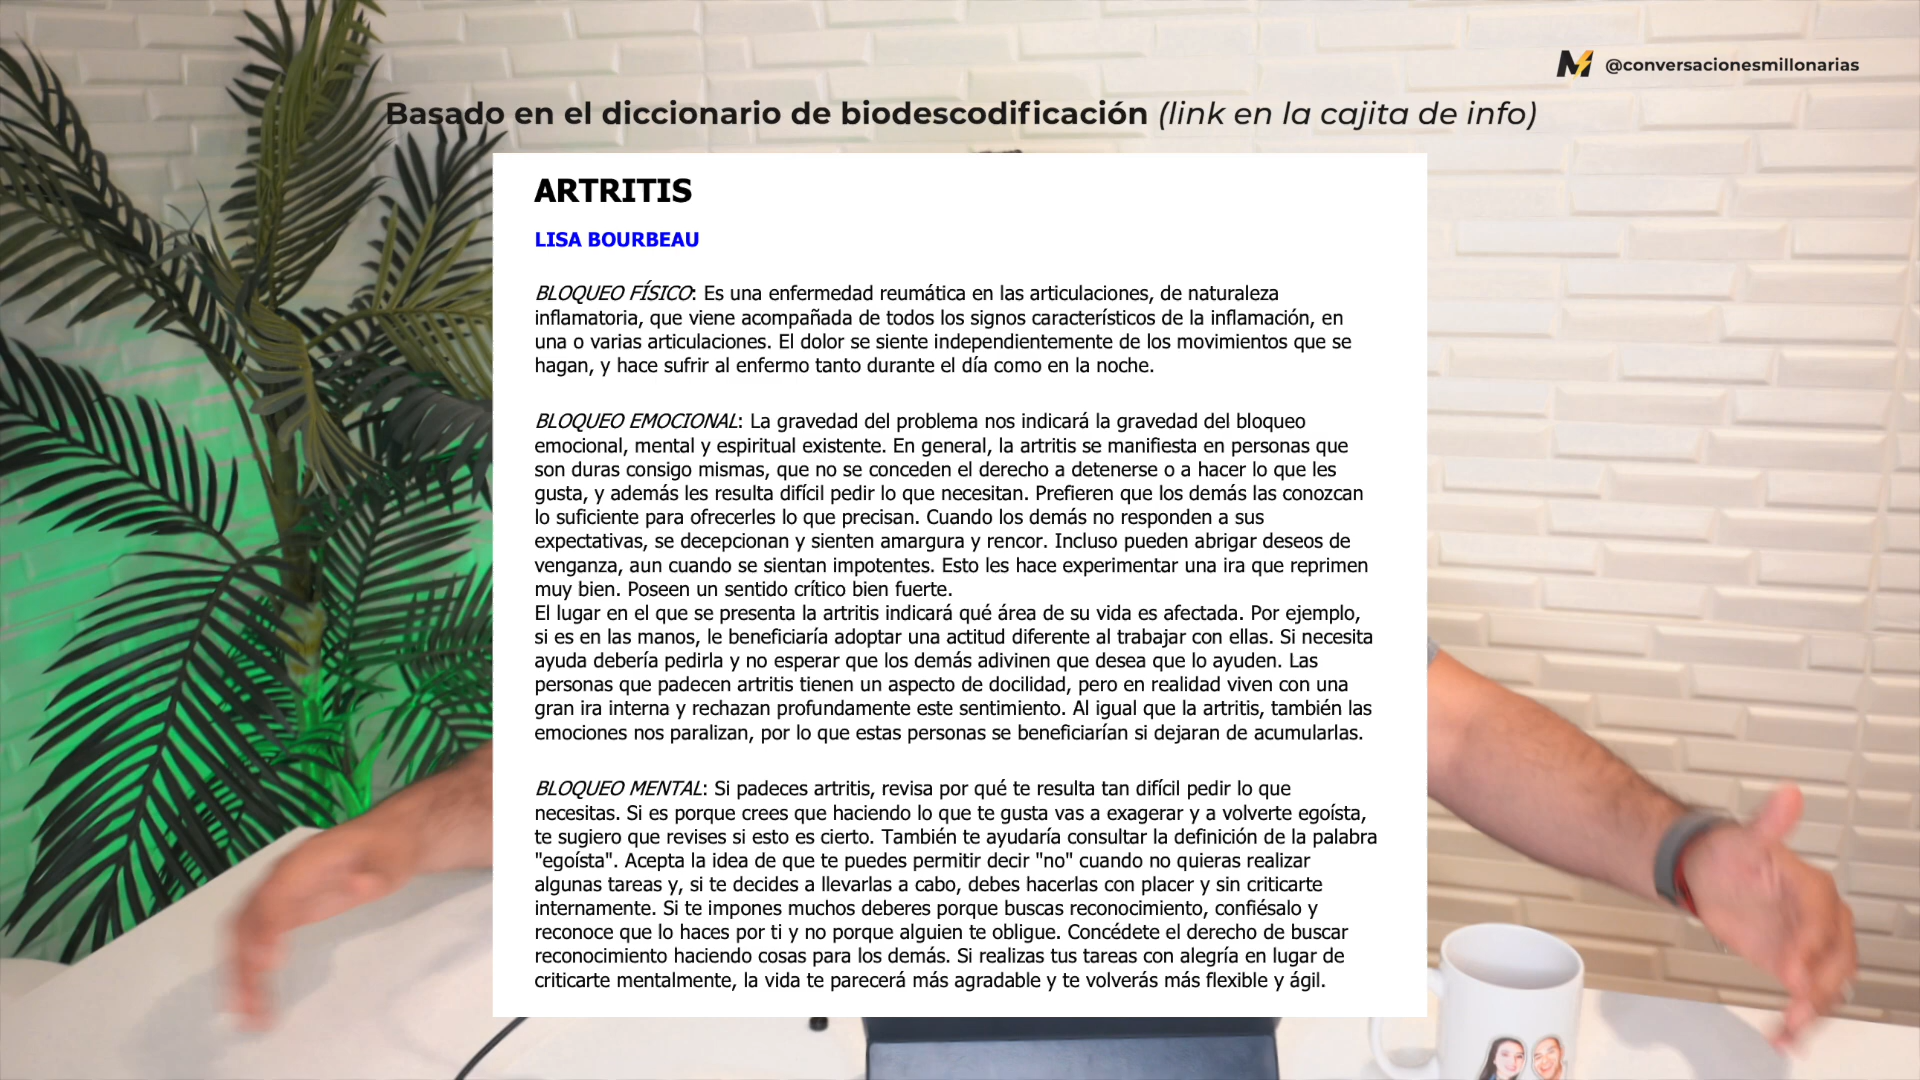 @conversacionesmillonarias
Basado en el diccionario de biodescodificación (link en la cajita de info)
ARTRITIS
LISA BOURBEAU
BLOQUEO FÍSICO: Es una enfermedad reumática en las articulaciones, de naturaleza
inflamatoria, que viene acompañada de todos los signos característicos de la inflamación, en
una o varias articulaciones. El dolor se siente independientemente de los movimientos que se
hagan, y hace sufrir al enfermo tanto durante el día como en la noche.
BLOQUEO EMOCIONAL: La gravedad del problema nos indicará la gravedad del bloqueo
emocional, mental y espiritual existente. En general, la artritis se manifiesta en personas que
son duras consigo mismas, que no se conceden el derecho a detenerse o a hacer lo que les
gusta, y además les resulta difícil pedir lo que necesitan. Prefieren que los demás las conozcan
lo suficiente para ofrecerles lo que precisan. Cuando los demás no responden a sus
expectativas, se decepcionan y sienten amargura y rencor. Incluso pueden abrigar deseos de
venganza, aun cuando se sientan impotentes. Esto les hace experimentar una ira que reprimen
muy bien. Poseen un sentido crítico bien fuerte.
El lugar en el que se presenta la artritis indicará qué área de su vida es afectada. Por ejemplo,
si es en las manos, le beneficiaría adoptar una actitud diferente al trabajar con ellas. Si necesita
ayuda debería pedirla y no esperar que los demás adivinen que desea que lo ayuden. Las
personas que padecen artritis tienen un aspecto de docilidad, pero en realidad viven con una
gran ira interna y rechazan profundamente este sentimiento. Al igual que la artritis, también las
emociones nos paralizan, por lo que estas personas se beneficiarían si dejaran de acumularlas.
BLOQUEO MENTAL: Si padeces artritis, revisa por qué te resulta tan difícil pedir lo que
necesitas. Si es porque crees que haciendo lo que te gusta vas a exagerar y a volverte egoísta,
te sugiero que revises si esto es cierto. También te ayudaría consultar la definición de la palabra
"egoísta". Acepta la idea de que te puedes permitir decir "no" cuando no quieras realizar
algunas tareas y, si te decides a llevarlas a cabo, debes hacerlas con placer y sin criticarte
internamente. Si te impones muchos deberes porque buscas reconocimiento, confiésalo y
reconoce que lo haces por ti y no porque alguien te obligue. Concédete el derecho de buscar
reconocimiento haciendo cosas para los demás. Si realizas tus tareas con alegría en lugar de
criticarte mentalmente, la vida te parecerá más agradable y te volverás más flexible y ágil.